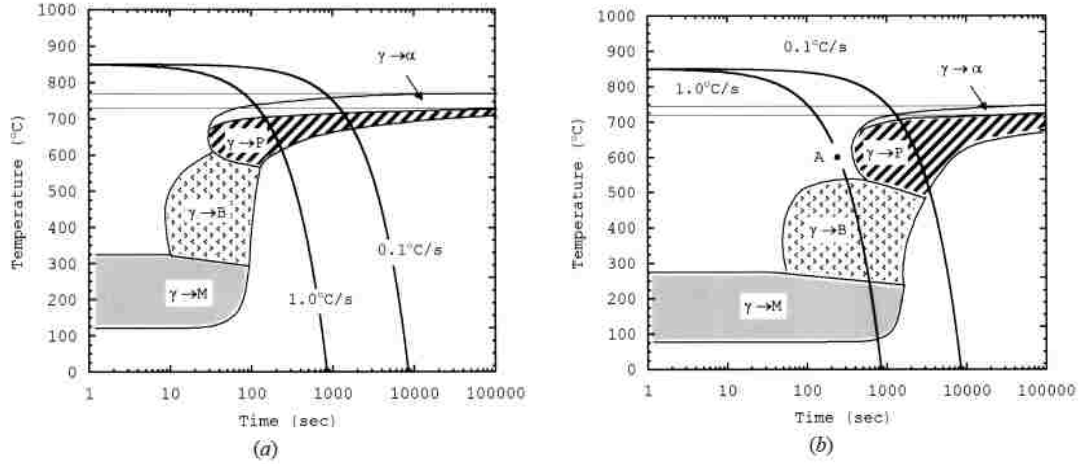 1000
900
800
700
600
500
400
300
200
100
0
Temperature (°C)
γ→α
γ→P
γ→B
γ→M
0.1°C/s
1.0°C/s
1 10 100 1000 10000 100000
Time (sec)
(a)
1000
900
800
700
600
500
400
300
200
100
0
Temperature (°C)
0.1°C/s
γ→α
1.0°C/s
γ→P
A
γ→B
γ→M
1 10 100 1000 10000 100000
Time (sec)
(b)